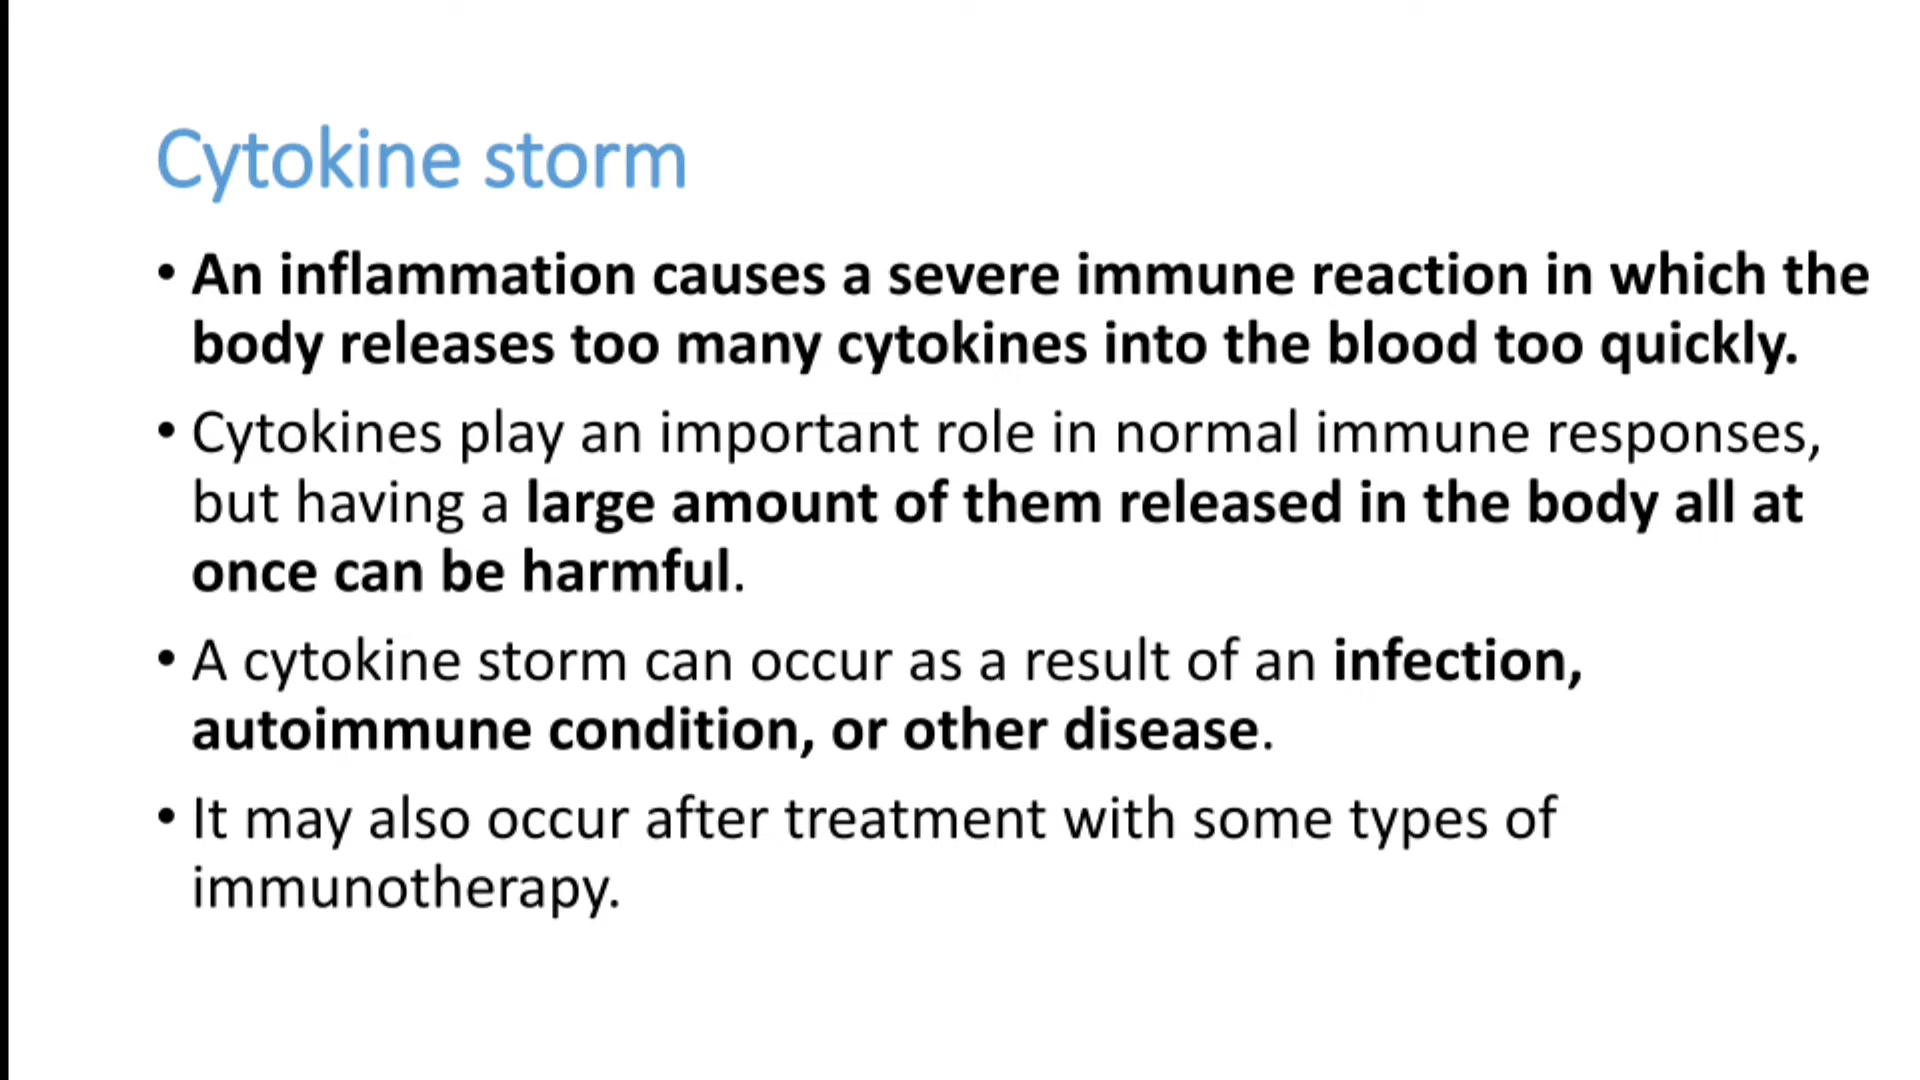 Cytokine storm
• An inflammation causes a severe immune reaction in which the
body releases too many cytokines into the blood too quickly.
• Cytokines play an important role in normal immune responses,
but having a large amount of them released in the body all at
once can be harmful.
• A cytokine storm can occur as a result of an infection,
autoimmune condition, or other disease.
• It may also occur after treatment with some types of
immunotherapy.